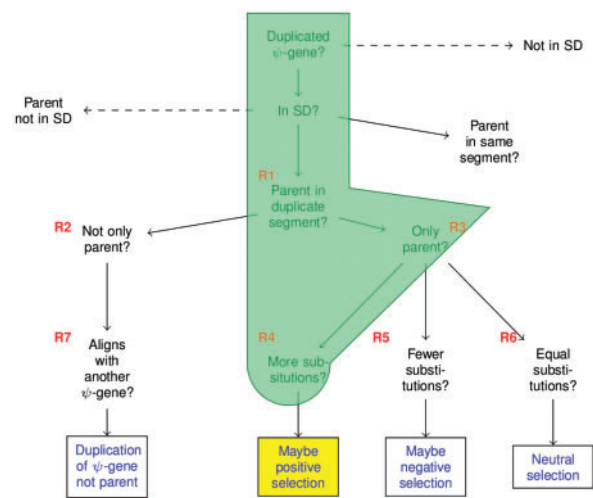 Duplicated
ψ-gene?
Not in SD
Parent
not in SD
In SD?
Parent
in same
segment?
R1
Parent in
duplicate
segment?
R2
Not only
parent?
Only
parent?
R3
R7
Aligns
with
another
ψ-gene?
R4
More sub-
situtions?
R5
Fewer
substi-
tutions?
R6
Equal
substi-
tutions?
Duplication
of ψ-gene
not parent
Maybe
positive
selection
Maybe
negative
selection
Neutral
selection